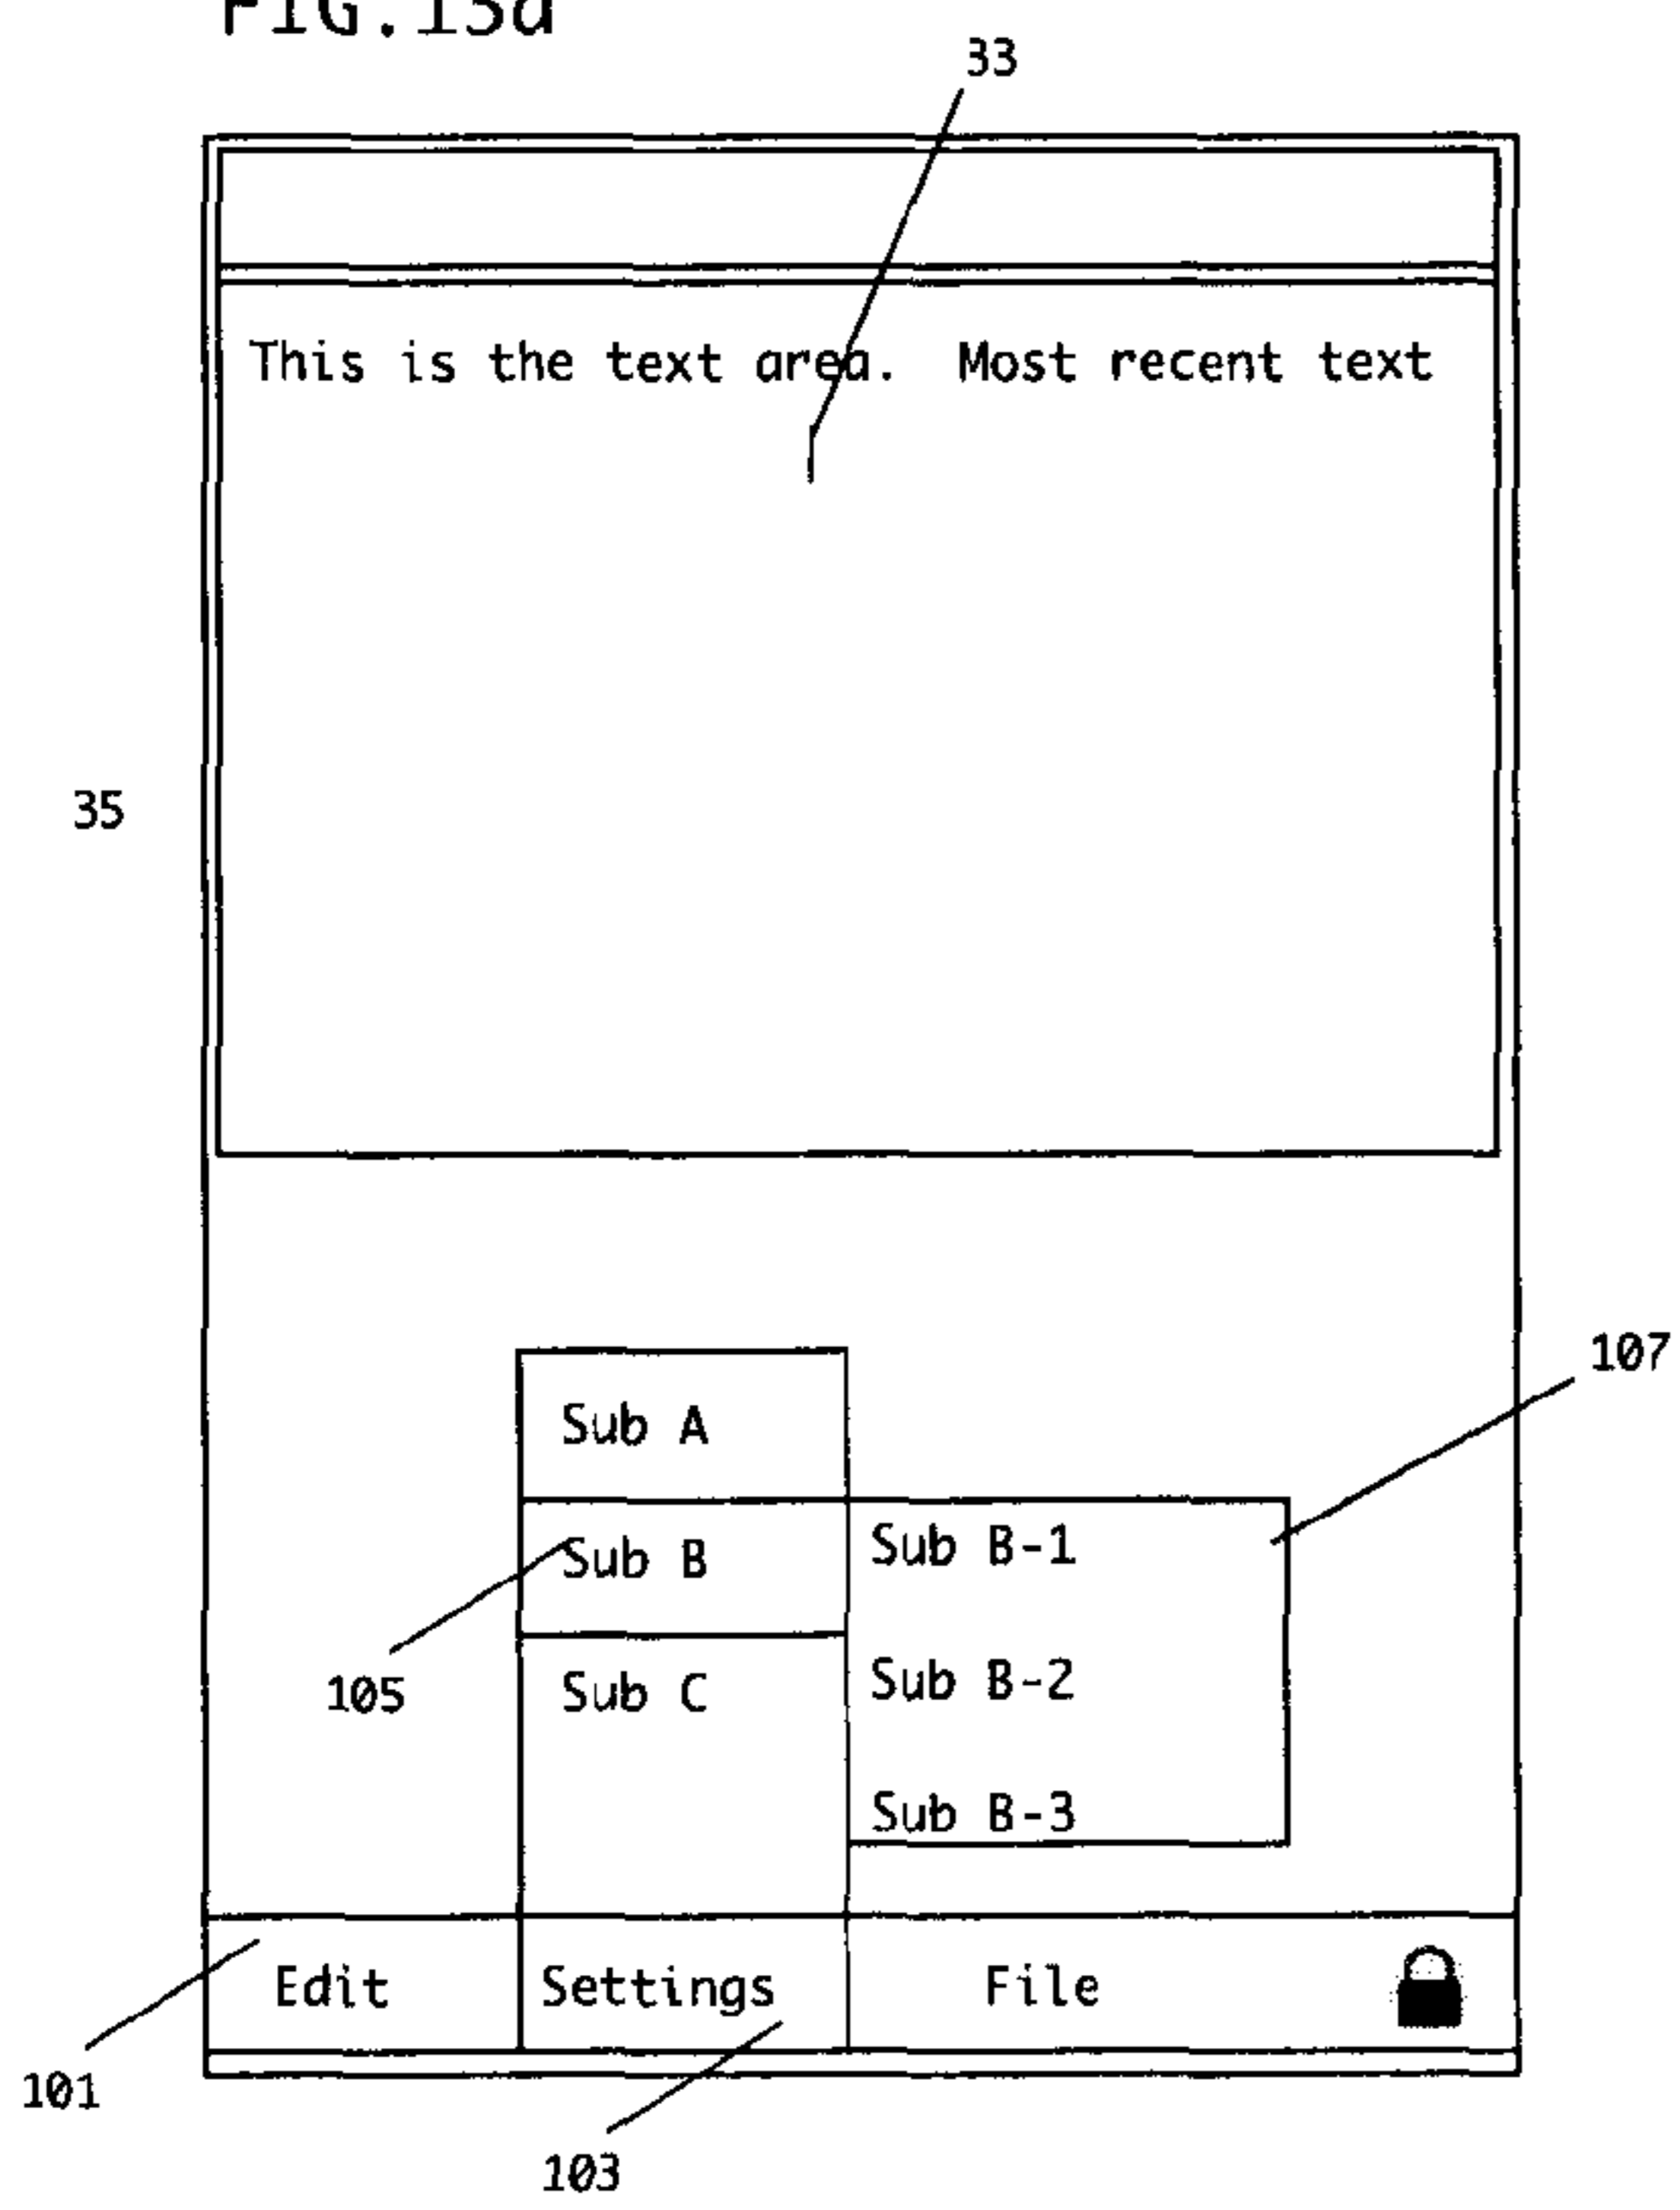 FIG.15a
33
This is the text area. Most recent text
35
107
Sub A
Sub B Sub B-1
105
Sub C Sub B-2
Sub B-3
Edit Settings File
101
103